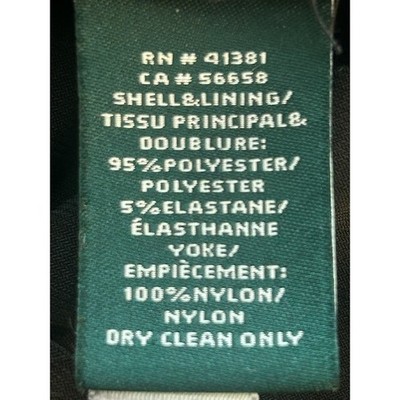 RN # 41381
CA # 56658
SHELL&LINING/
TISSU PRINCIPAL&
DOUBLURE:
95%POLYESTER/
POLYESTER
5%ELASTANE/
ÉLASTHANNE
YOKE/
EMPIÈCEMENT:
100%NYLON/
NYLON
DRY CLEAN ONLY